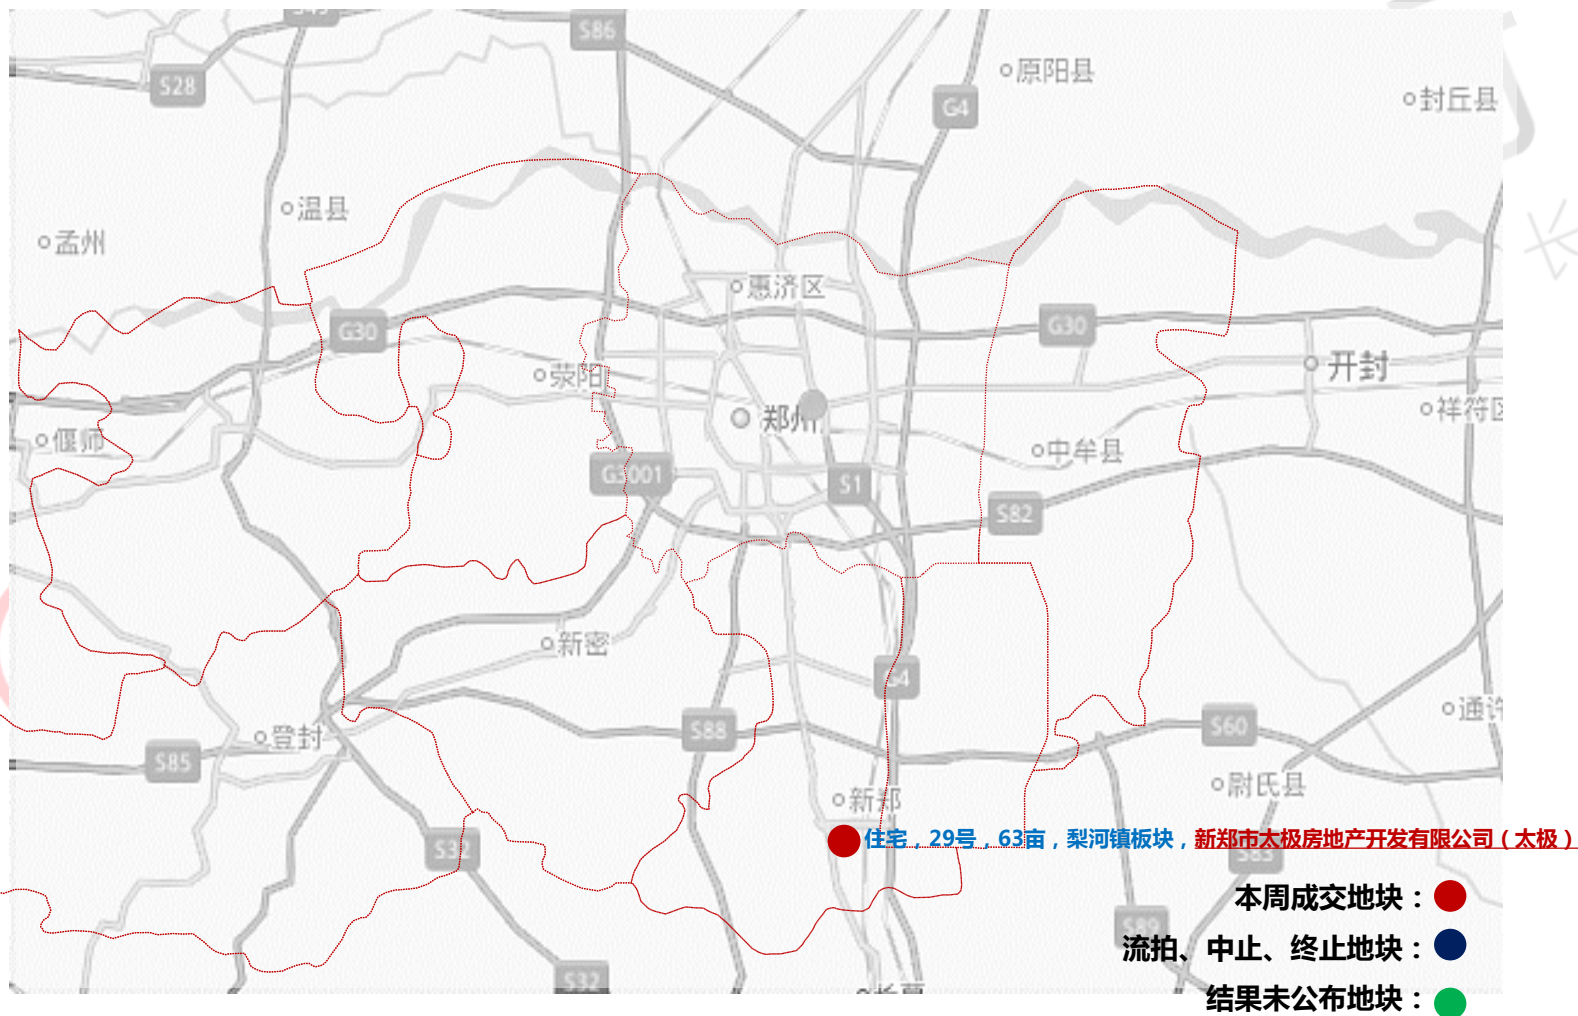 S86
S28
原阳县
封丘县
G4
温县
孟州
惠济区
G30
G30
荥阳
开封
郑州
祥符区
偃师
中牟县
S1
S82
新密
G4
通许
S88
S60
登封
S85
尉氏县
新郑
住宅，29号，63亩，梨河镇板块，新郑市太极房地产开发有限公司（太极）
S32
本周成交地块：
流拍、中止、终止地块：
S32
结果未公布地块：